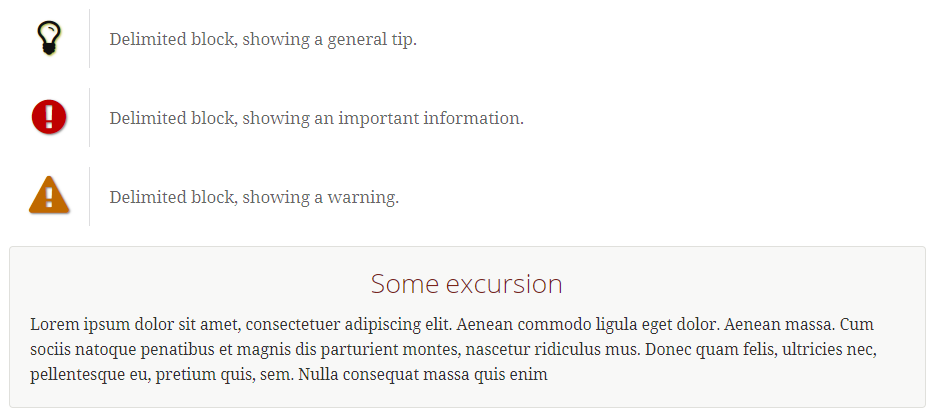 Delimited block, showing a general tip.
Delimited block, showing an important information.
Delimited block, showing a warning.
Some excursion
Lorem ipsum dolor sit amet, consectetuer adipiscing elit. Aenean commodo ligula eget dolor. Aenean massa. Cum
sociis natoque penatibus et magnis dis parturient montes, nascetur ridiculus mus. Donec quam felis, ultricies nec,
pellentesque eu, pretium quis, sem. Nulla consequat massa quis enim